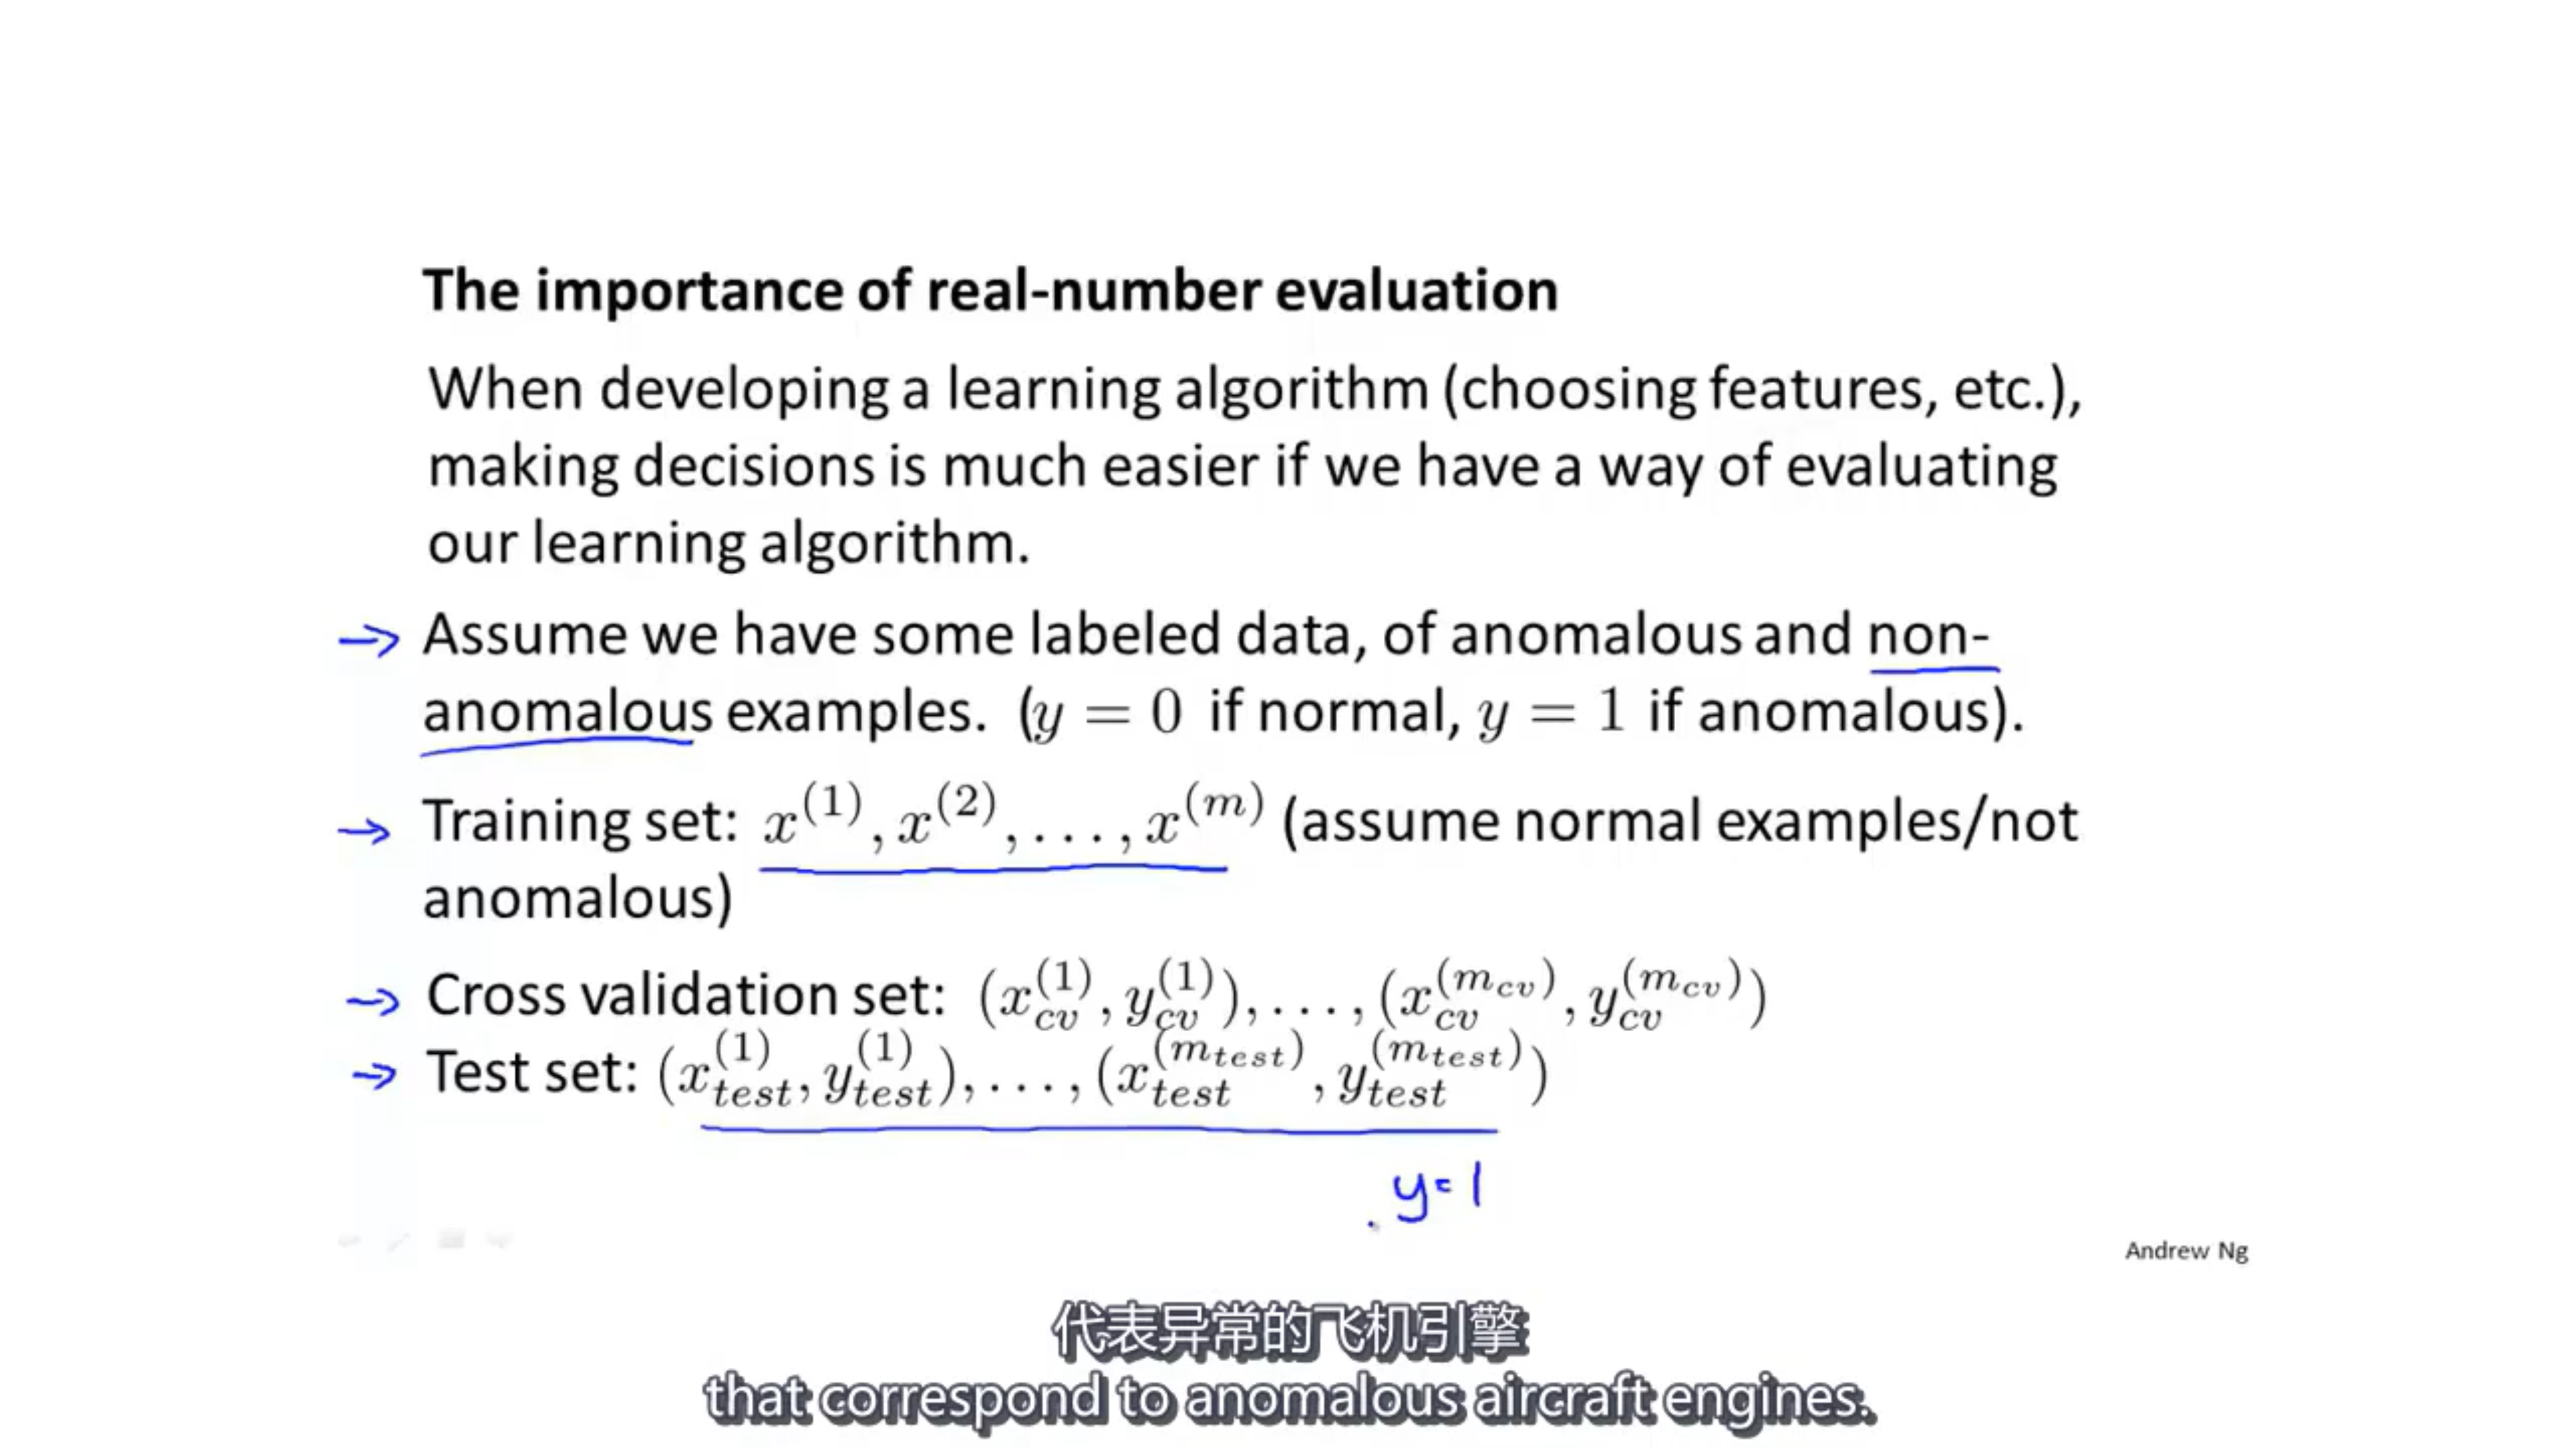 The importance of real-number evaluation
When developing a learning algorithm (choosing features, etc.),
making decisions is much easier if we have a way of evaluating
our learning algorithm.
→ Assume we have some labeled data, of anomalous and non-
anomalous examples. (y = 0 if normal, y = 1 if anomalous).
→ Training set: x^{(1)}, x^{(2)}, . . . , x^{(m)} (assume normal examples/not
anomalous)
→ Cross validation set: (x_{cv}^{(1)}, y_{cv}^{(1)}), . . . , (x_{cv}^{(m_{cv})}, y_{cv}^{(m_{cv})})
→ Test set: (x_{test}^{(1)}, y_{test}^{(1)}), . . . , (x_{test}^{(m_{test})}, y_{test}^{(m_{test})})
y=1
Andrew Ng
代表异常的飞机引擎
that correspond to anomalous aircraft engines.